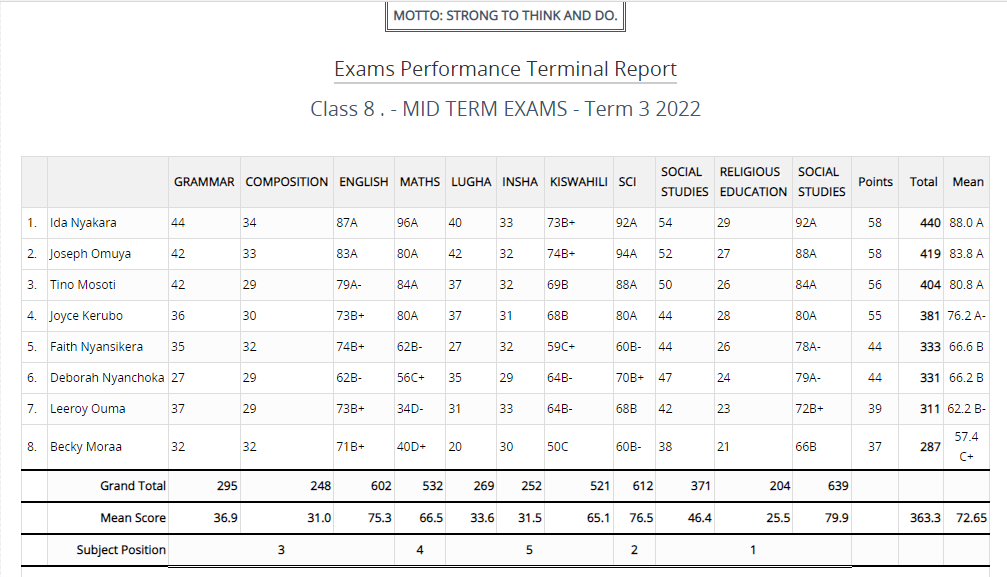 MOTTO: STRONG TO THINK AND DO.
Exams Performance Terminal Report
Class 8 . - MID TERM EXAMS - Term 3 2022
GRAMMAR COMPOSITION ENGLISH MATHS LUGHA INSHA KISWAHILI SCI SOCIAL STUDIES RELIGIOUS EDUCATION SOCIAL STUDIES Points Total Mean
1. Ida Nyakara 44 34 87A 96A 40 33 73B+ 92A 54 29 92A 58 440 88.0 A
2. Joseph Omuya 42 33 83A 80A 42 32 74B+ 94A 52 27 88A 58 419 83.8 A
3. Tino Mosoti 42 29 79A- 84A 37 32 69B 88A 50 26 84A 56 404 80.8 A
4. Joyce Kerubo 36 30 73B+ 80A 37 31 68B 80A 44 28 80A 55 381 76.2 A-
5. Faith Nyansikera 35 32 74B+ 62B- 27 32 59C+ 60B- 44 26 78A- 44 333 66.6 B
6. Deborah Nyanchoka 27 29 62B- 56C+ 35 29 64B- 70B+ 47 24 79A- 44 331 66.2 B
7. Leeroy Ouma 37 29 73B+ 34D- 31 33 64B- 68B 42 23 72B+ 39 311 62.2 B-
8. Becky Moraa 32 32 71B+ 40D+ 20 30 50C 60B- 38 21 66B 37 287 57.4 C+
Grand Total 295 248 602 532 269 252 521 612 371 204 639
Mean Score 36.9 31.0 75.3 66.5 33.6 31.5 65.1 76.5 46.4 25.5 79.9 363.3 72.65
Subject Position 3 4 5 2 1